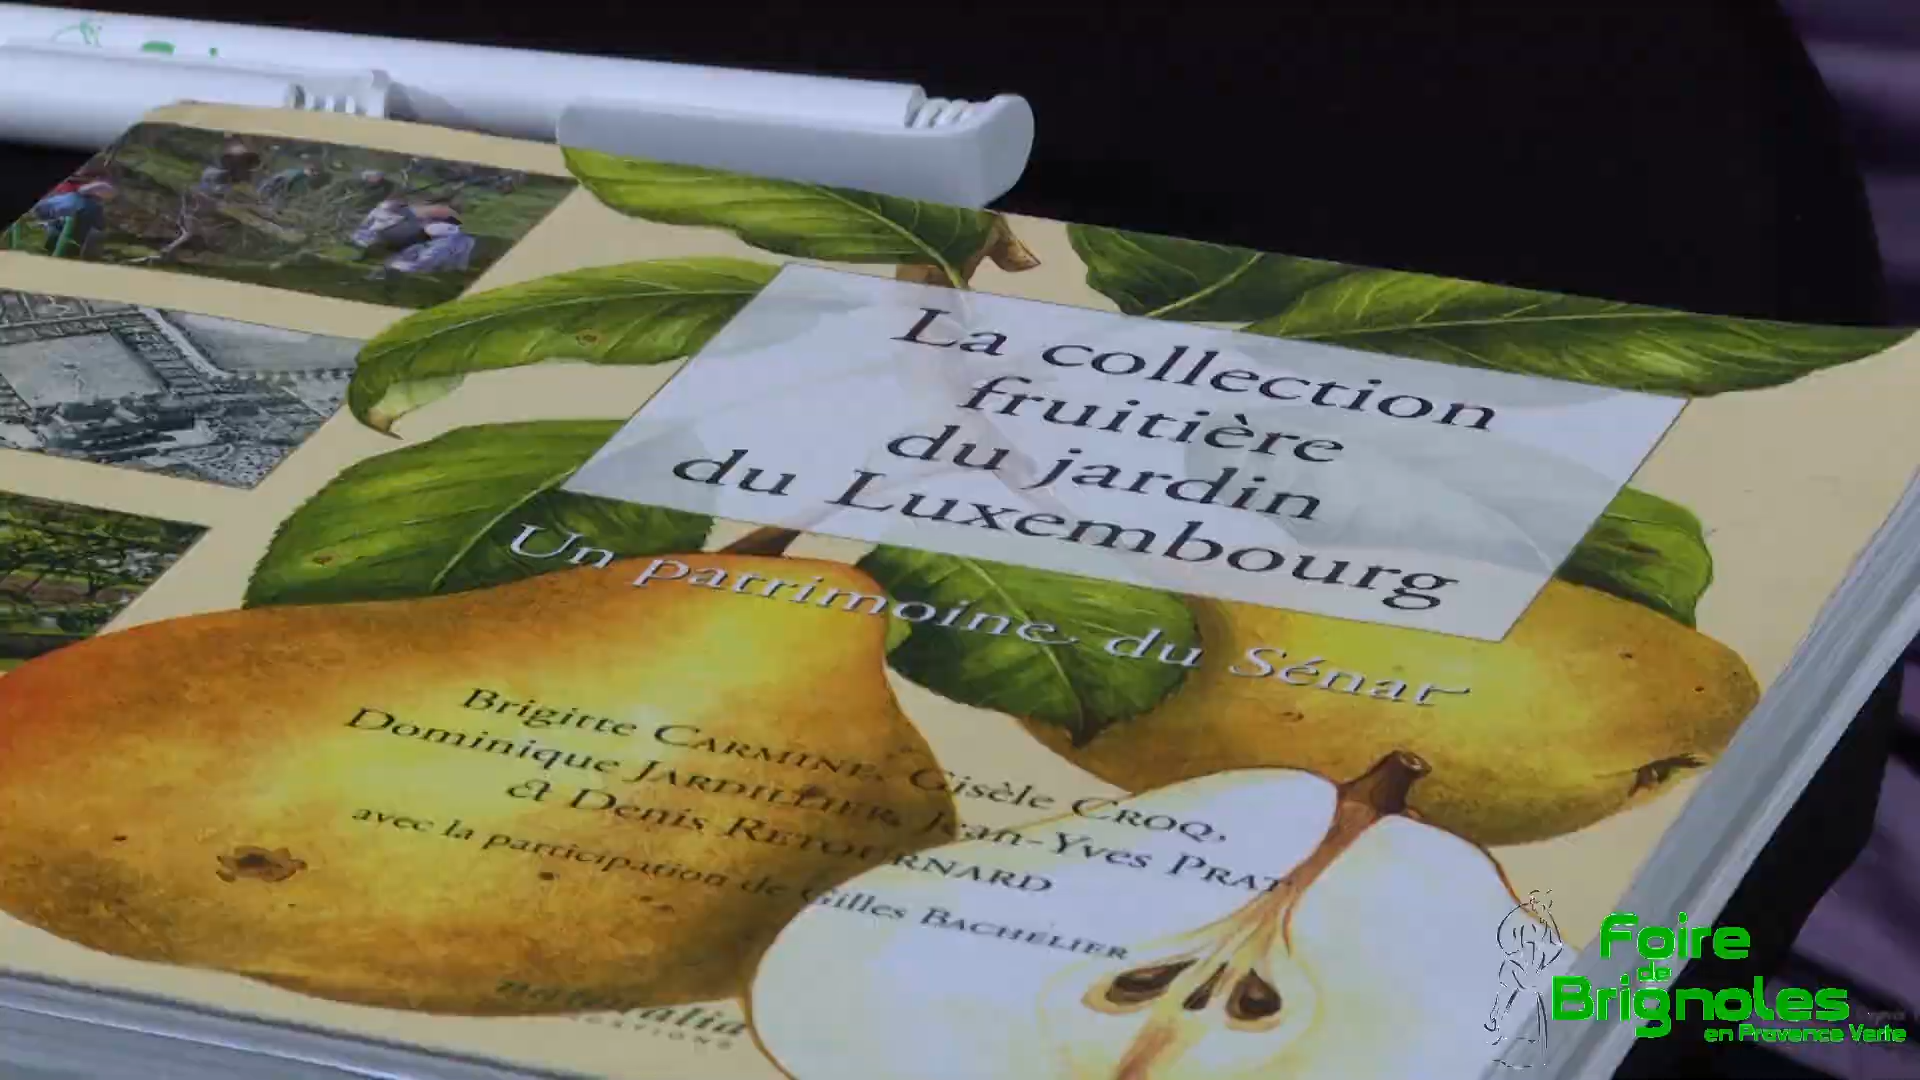 La collection
fruitière
du jardin
du Luxembourg
Un patrimoine du Sénat
Brigitte CARMINE, Gisèle CROQ,
Dominique JARDILLIER, Jean-Yves PRAT
& Denis RETOURNARD
avec la participation de Gilles BACHELIER
naturalia
Foire
de
Brignoles
en Provence Verte